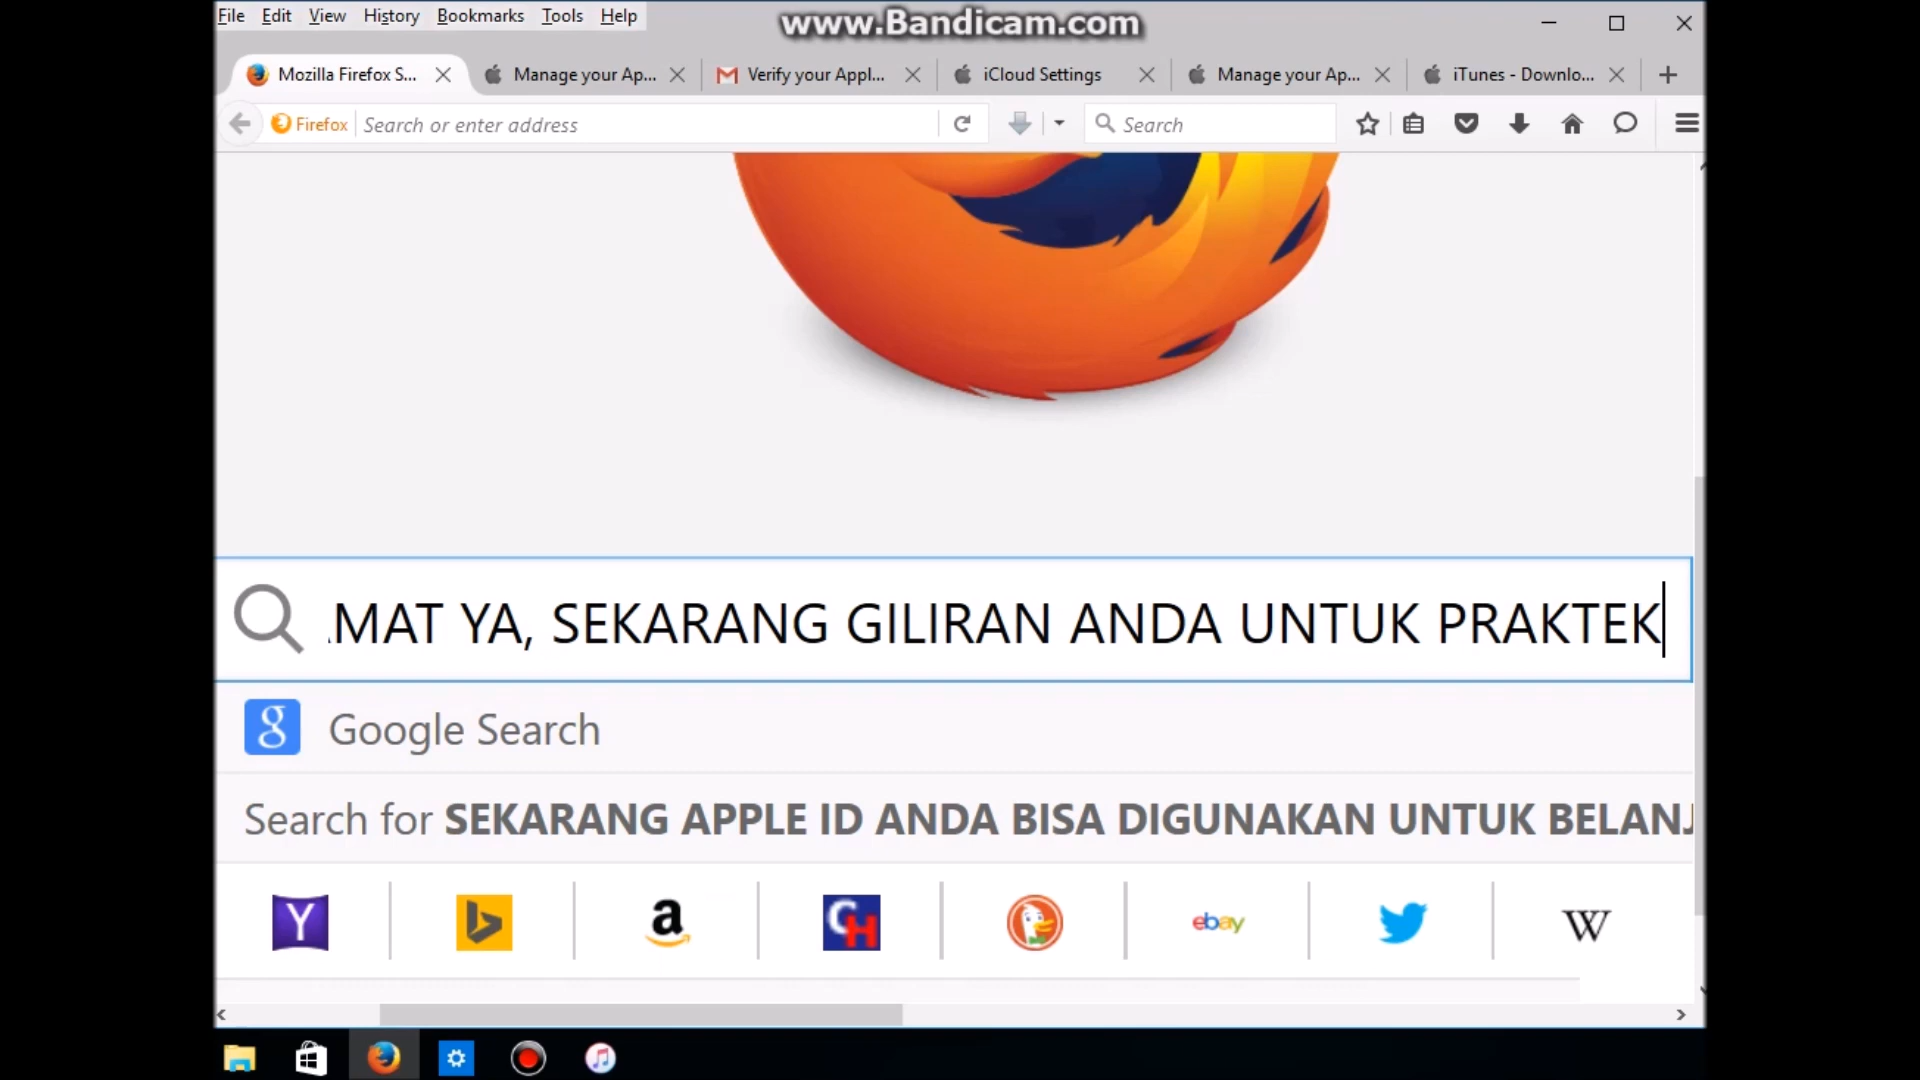 www.Bandicam.com
File Edit View History Bookmarks Tools Help
Mozilla Firefox S... Manage your Ap... Verify your Appl... iCloud Settings Manage your Ap... iTunes - Downlo...
Firefox Search or enter address Search
MAT YA, SEKARANG GILIRAN ANDA UNTUK PRAKTEK
g Google Search
Search for SEKARANG APPLE ID ANDA BISA DIGUNAKAN UNTUK BELANJ
Y b a CH ebay W